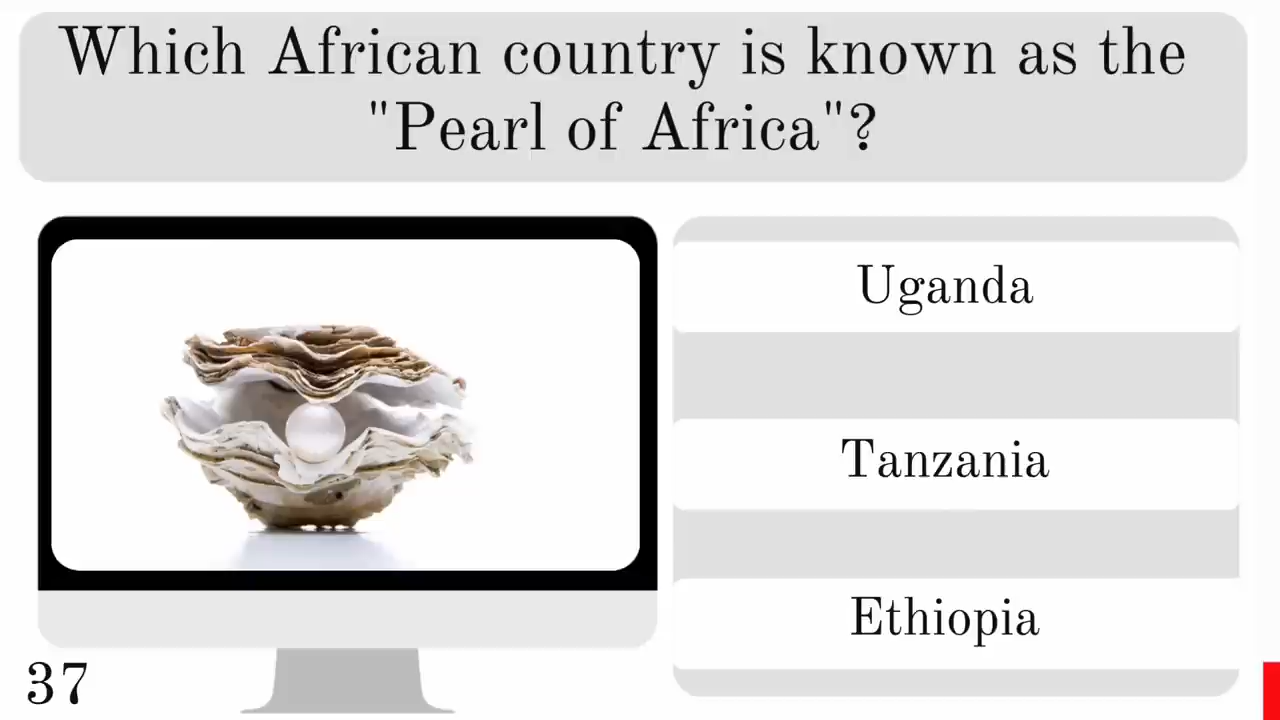 Which African country is known as the
"Pearl of Africa"?
Uganda
Tanzania
Ethiopia
37